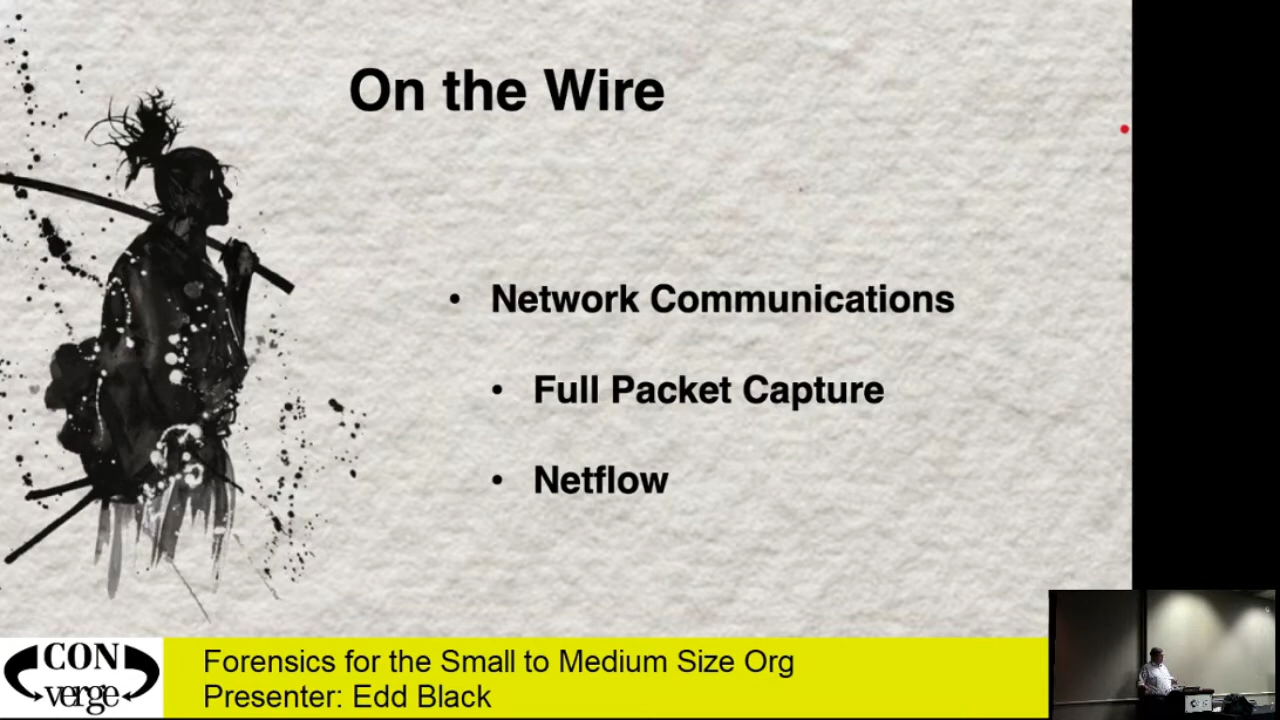 On the Wire
• Network Communications
• Full Packet Capture
• Netflow
CON
verge
Forensics for the Small to Medium Size Org
Presenter: Edd Black